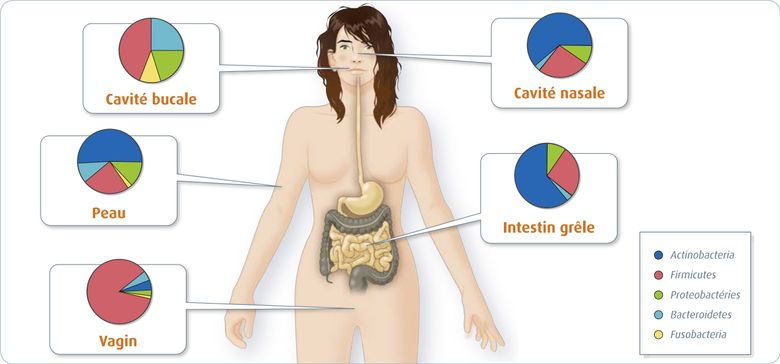 Cavité bucale
Cavité nasale
Peau
Intestin grêle
Vagin
Actinobacteria
Firmicutes
Proteobactéries
Bacteroidetes
Fusobacteria